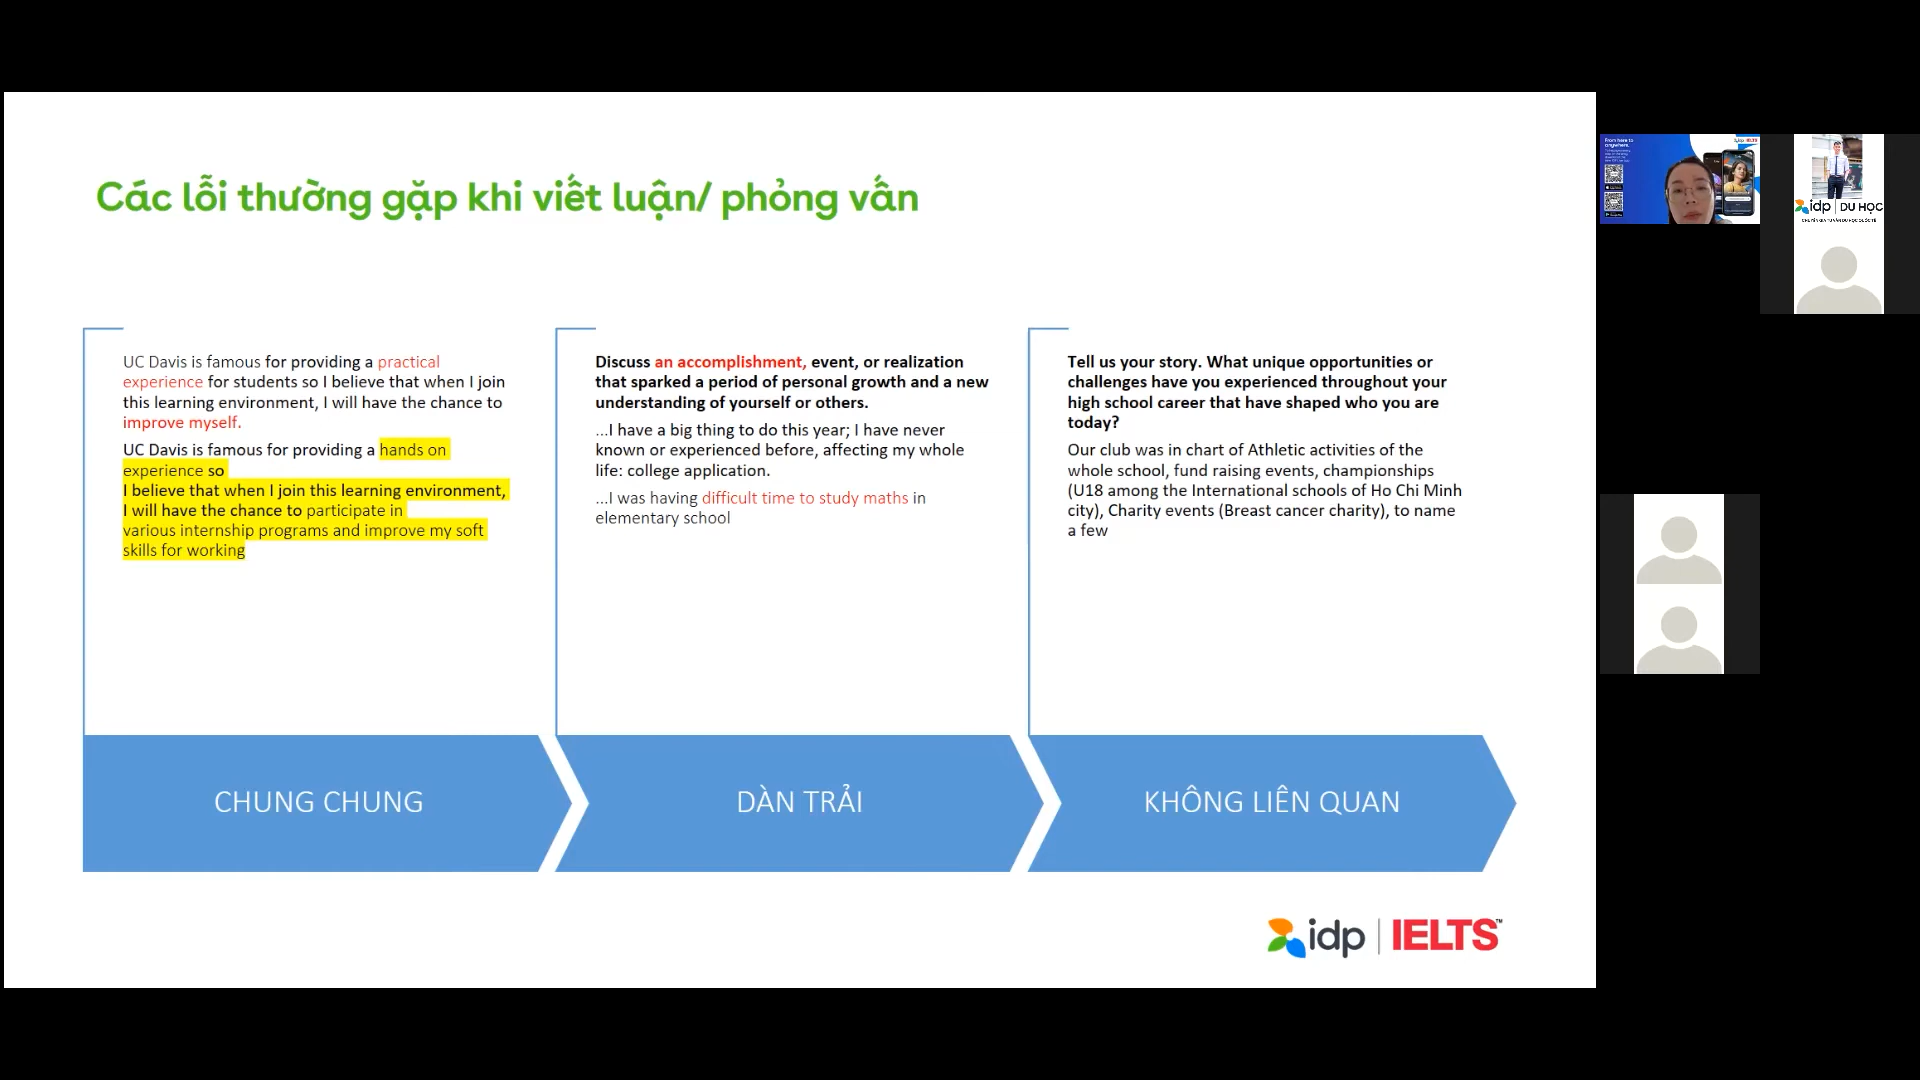 Các lỗi thường gặp khi viết luận/ phỏng vấn
UC Davis is famous for providing a practical
experience for students so I believe that when I join
this learning environment, I will have the chance to
improve myself.
UC Davis is famous for providing a hands on
experience so
I believe that when I join this learning environment,
I will have the chance to participate in
various internship programs and improve my soft
skills for working
Discuss an accomplishment, event, or realization
that sparked a period of personal growth and a new
understanding of yourself or others.
...I have a big thing to do this year; I have never
known or experienced before, affecting my whole
life: college application.
...I was having difficult time to study maths in
elementary school
Tell us your story. What unique opportunities or
challenges have you experienced throughout your
high school career that have shaped who you are
today?
Our club was in chart of Athletic activities of the
whole school, fund raising events, championships
(U18 among the International schools of Ho Chi Minh
city), Charity events (Breast cancer charity), to name
a few
CHUNG CHUNG
DÀN TRẢI
KHÔNG LIÊN QUAN
idp | IELTS™
From here to
anywhere.
idp IELTS
idp | DU HỌC